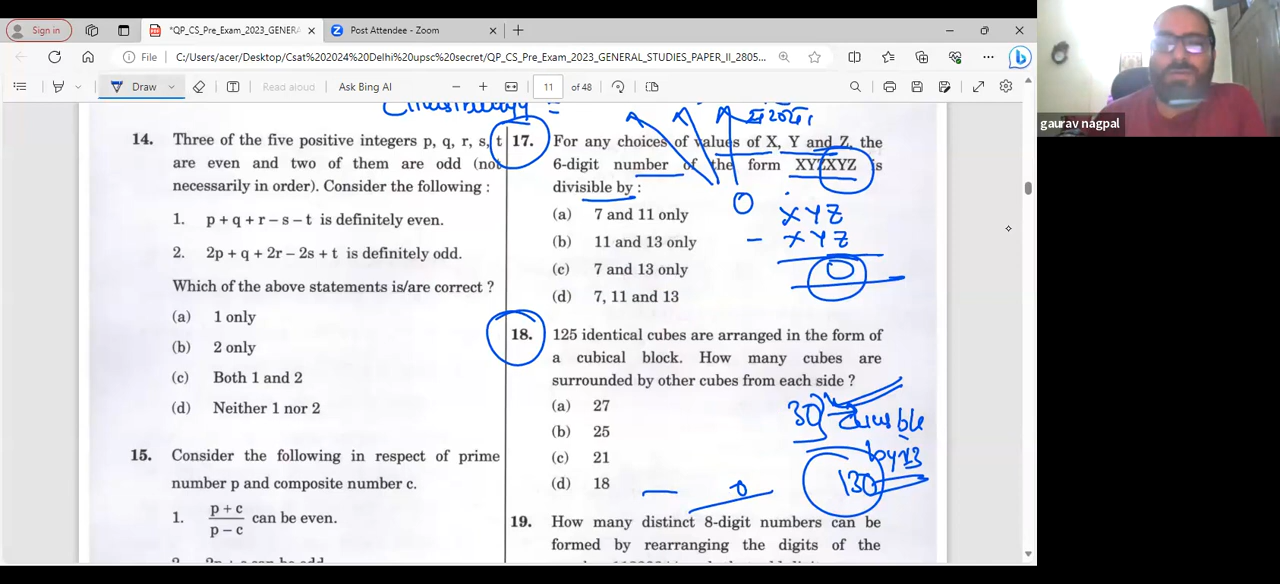 Sign in
*QP_CS_Pre_Exam_2023_GENERA
Post Attendee - Zoom
File
C:/Users/acer/Desktop/Csat%202024%20Delhi%20upsc%20secret/QP_CS_Pre_Exam_2023_GENERAL_STUDIES_PAPER_II_2805...
Draw
Read aloud
Ask Bing AI
11
of 48
gaurav nagpal
14. Three of the five positive integers p, q, r, s, t
are even and two of them are odd (not
necessarily in order). Consider the following :
1. p + q + r – s – t is definitely even.
2. 2p + q + 2r – 2s + t is definitely odd.
Which of the above statements is/are correct ?
(a) 1 only
(b) 2 only
(c) Both 1 and 2
(d) Neither 1 nor 2
15. Consider the following in respect of prime
number p and composite number c.
1. p + c
p – c
can be even.
17. For any choices of values of X, Y and Z, the
6-digit number of the form XYZXYZ is
divisible by :
(a) 7 and 11 only
(b) 11 and 13 only
(c) 7 and 13 only
(d) 7, 11 and 13
0
XYZ
– XYZ
0
18. 125 identical cubes are arranged in the form of
a cubical block. How many cubes are
surrounded by other cubes from each side ?
(a) 27
(b) 25
(c) 21
(d) 18
30
by 13
130
0
19. How many distinct 8-digit numbers can be
formed by rearranging the digits of the